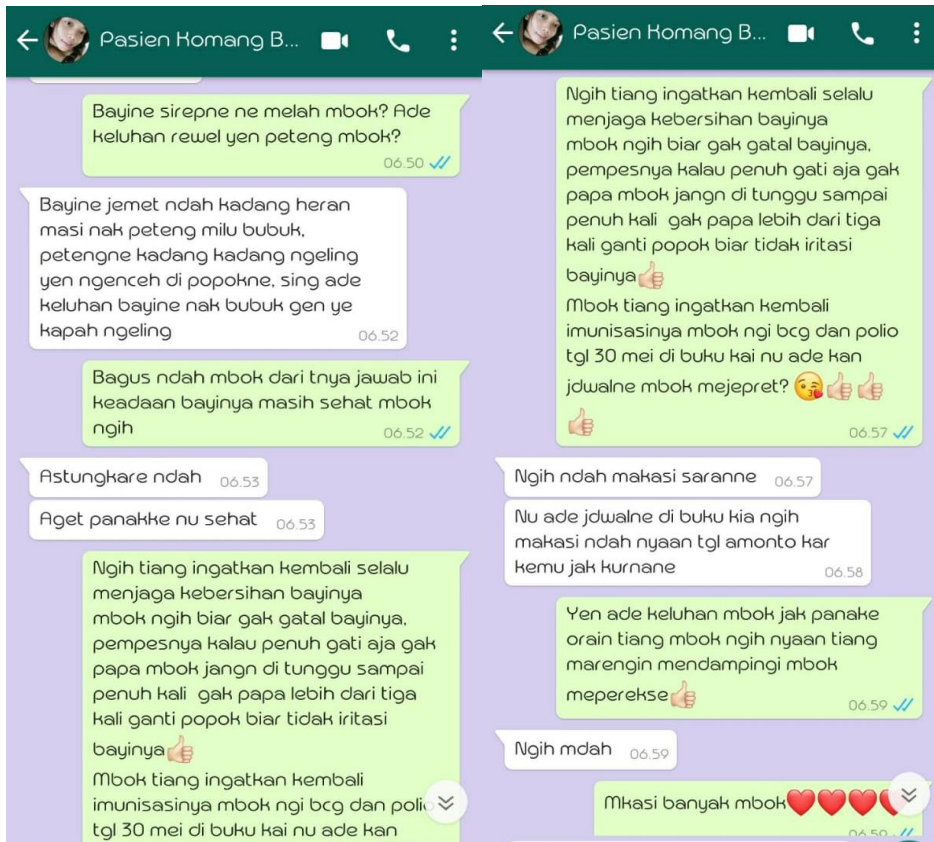 Pasien Komang B...
Bayine sirepne ne melah mbok? Ade
keluhan rewel yen peteng mbok?
06.50
Bayine jemet ndah kadang heran
masi nak peteng milu bubuk,
petengne kadang kadang ngeling
yen ngenceh di popokne, sing ade
keluhan bayine nak bubuk gen ye
kapah ngeling
06.52
Bagus ndah mbok dari tnya jawab ini
keadaan bayinya masih sehat mbok
ngih
06.52
Astungkare ndah 06.53
Aget panakke nu sehat 06.53
Ngih tiang ingatkan kembali selalu
menjaga kebersihan bayinya
mbok ngih biar gak gatal bayinya,
pempesnya kalau penuh gati aja gak
papa mbok jangn di tunggu sampai
penuh kali gak papa lebih dari tiga
kali ganti popok biar tidak iritasi
bayinya👍
Mbok tiang ingatkan kembali
imunisasinya mbok ngi bcg dan polio
tgl 30 mei di buku kai nu ade kan
Pasien Komang B...
Ngih tiang ingatkan kembali selalu
menjaga kebersihan bayinya
mbok ngih biar gak gatal bayinya,
pempesnya kalau penuh gati aja gak
papa mbok jangn di tunggu sampai
penuh kali gak papa lebih dari tiga
kali ganti popok biar tidak iritasi
bayinya👍
Mbok tiang ingatkan kembali
imunisasinya mbok ngi bcg dan polio
tgl 30 mei di buku kai nu ade kan
jdwalne mbok mejepret? 😘👍👍
👍
06.57
Ngih ndah makasi saranne 06.57
Nu ade jdwalne di buku kia ngih
makasi ndah nyaan tgl amonto kar
kemu jak kurnane
06.58
Yen ade keluhan mbok jak panake
orain tiang mbok ngih nyaan tiang
marengin mendampingi mbok
meperekse👍
06.59
Ngih mdah 06.59
Mkasi banyak mbok❤️❤️❤️❤️
06.59